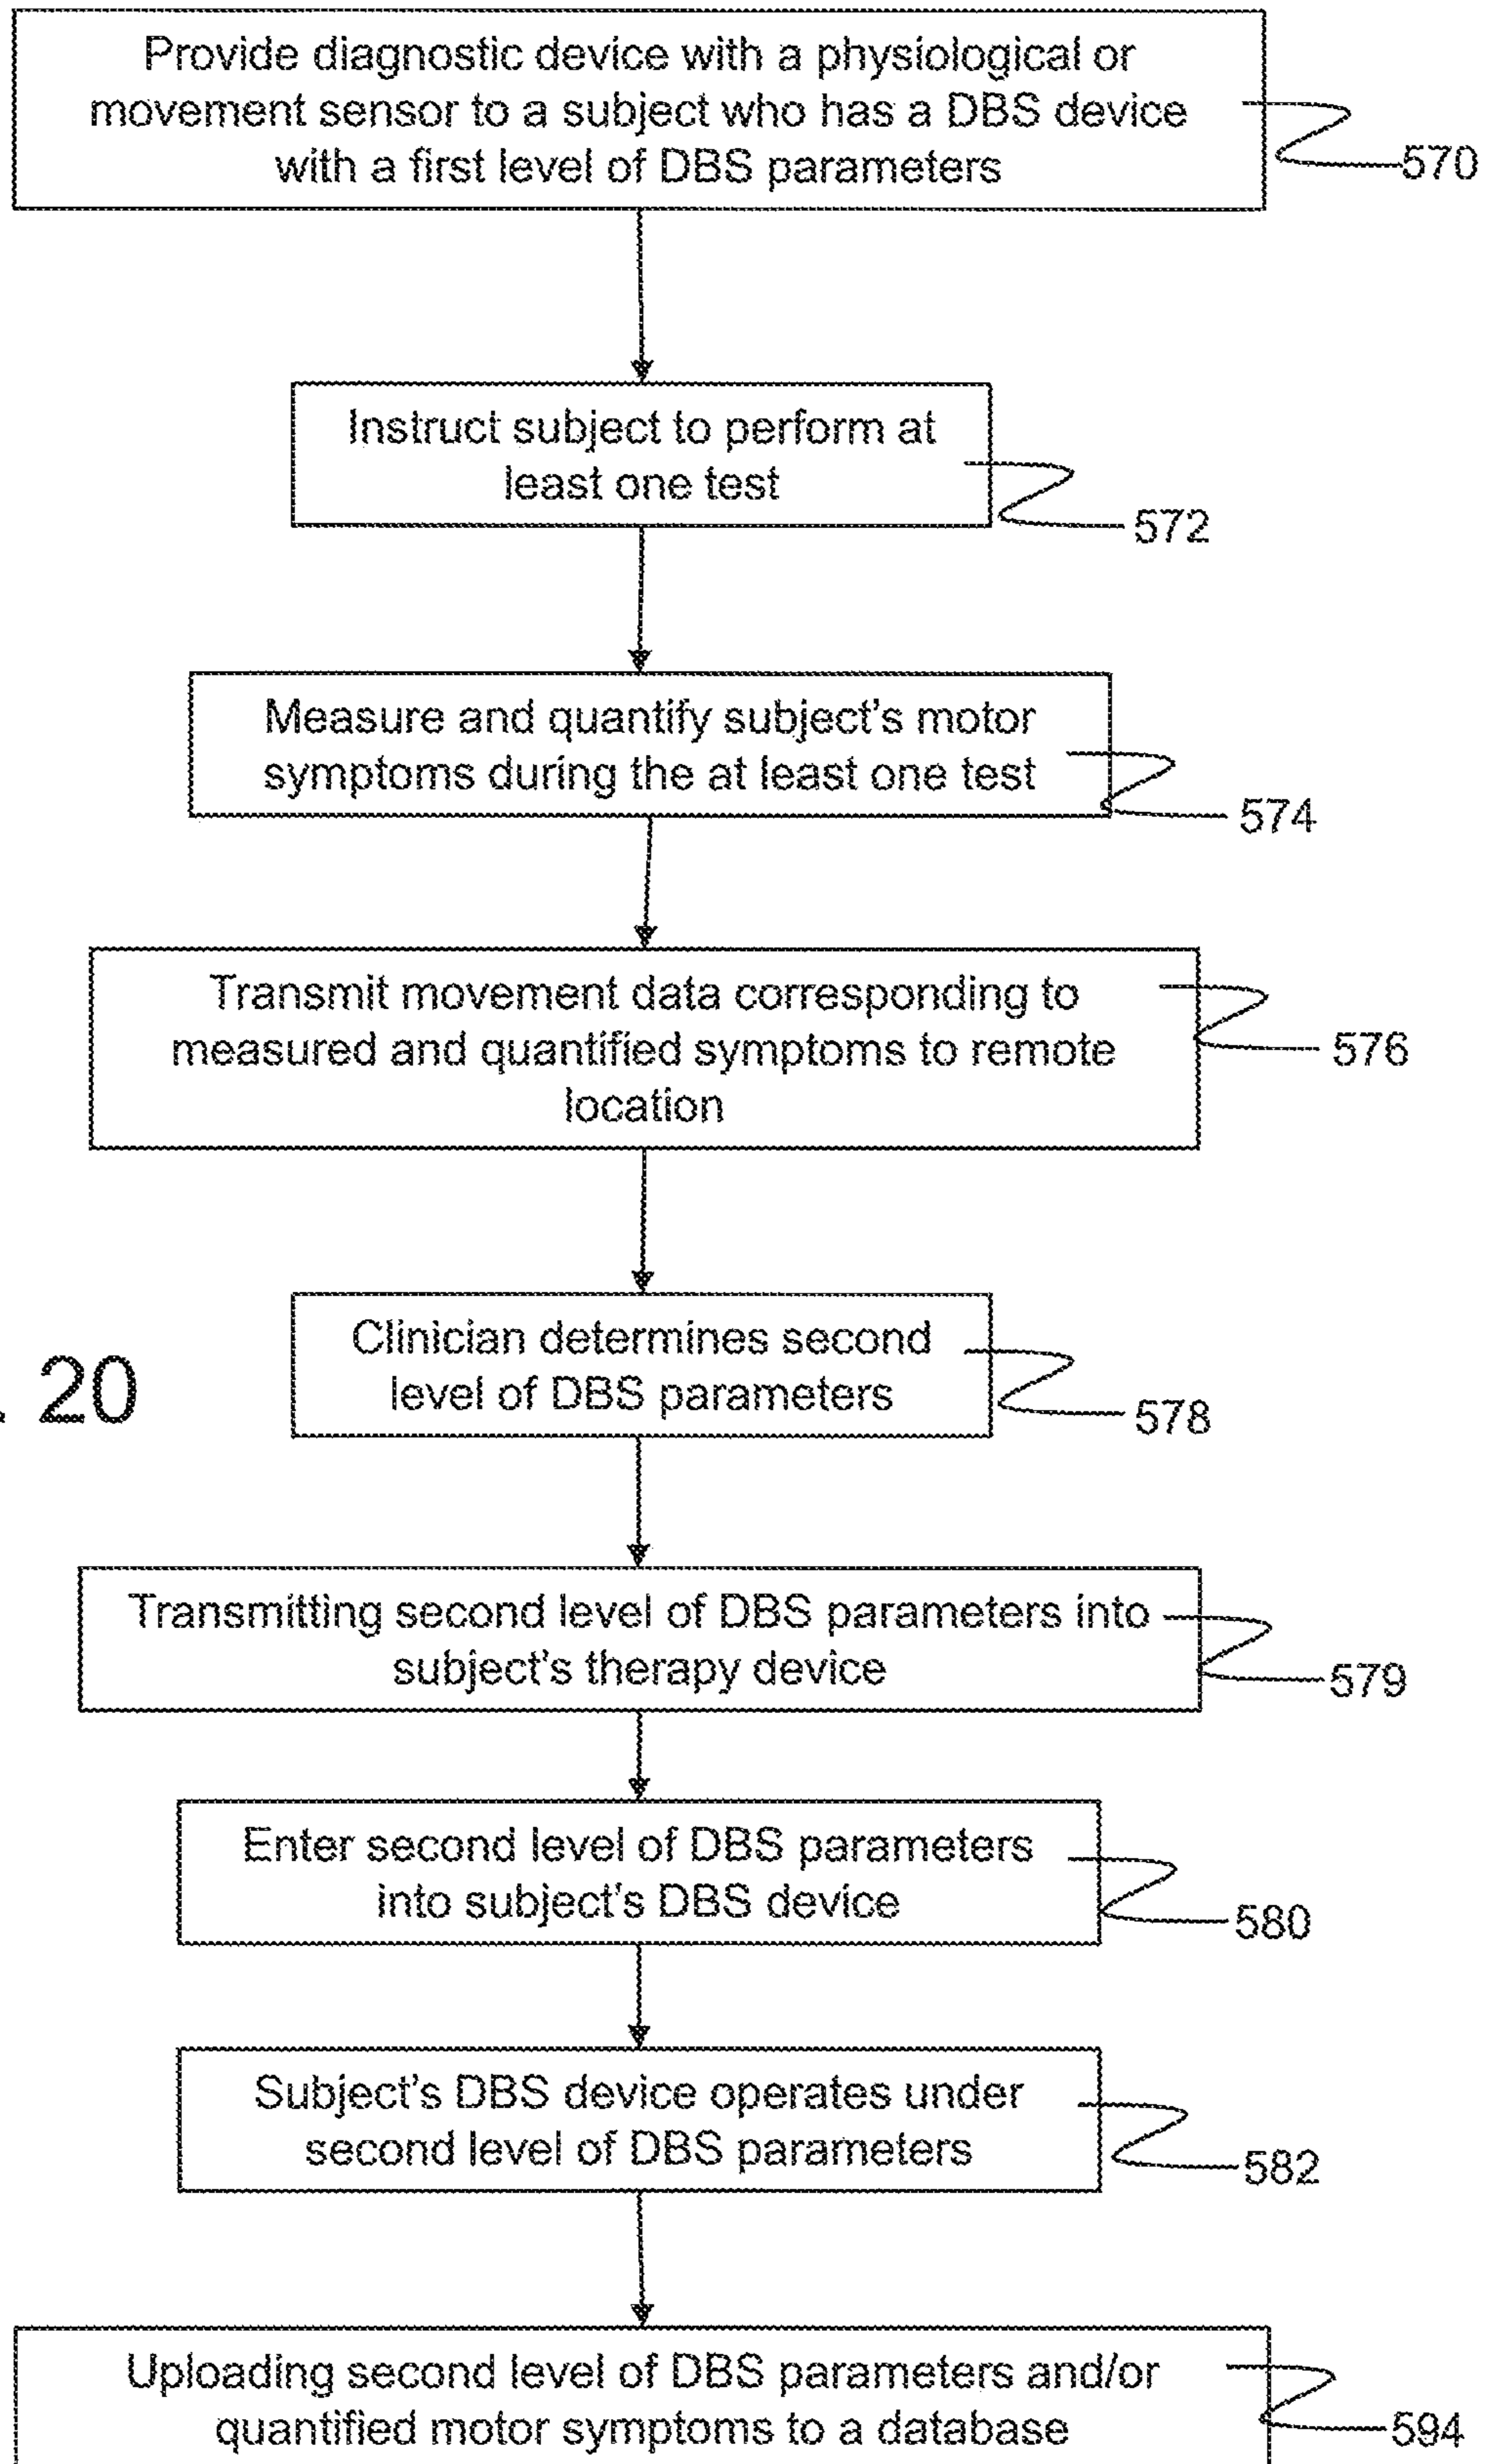 Provide diagnostic device with a physiological or
movement sensor to a subject who has a DBS device
with a first level of DBS parameters
570
Instruct subject to perform at
least one test
572
Measure and quantify subject's motor
symptoms during the at least one test
574
Transmit movement data corresponding to
measured and quantified symptoms to remote
location
576
Clinician determines second
level of DBS parameters
578
. 20
Transmitting second level of DBS parameters into
subject's therapy device
579
Enter second level of DBS parameters
into subject's DBS device
580
Subject's DBS device operates under
second level of DBS parameters
582
Uploading second level of DBS parameters and/or
quantified motor symptoms to a database
594